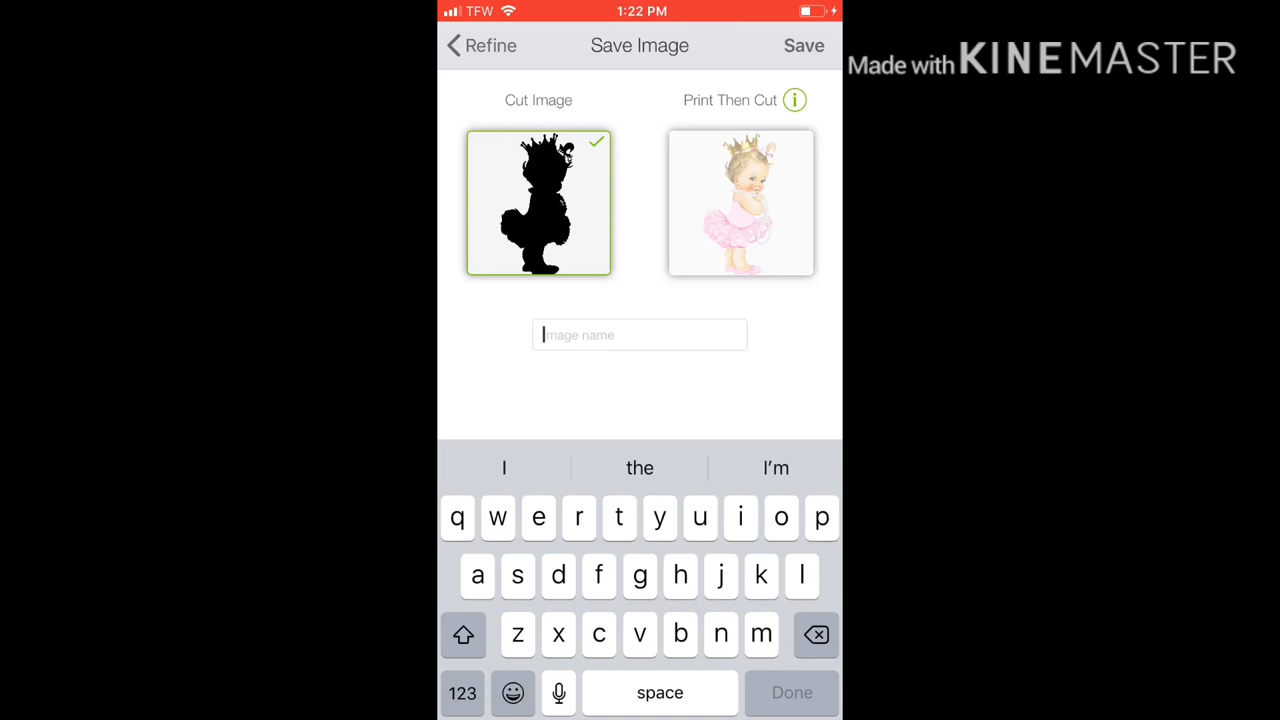 TFW 1:22 PM
Refine Save Image Save
Made with KINEMASTER
Cut Image Print Then Cut i
Image name
I the I'm
q w e r t y u i o p
a s d f g h j k l
z x c v b n m
123 space Done